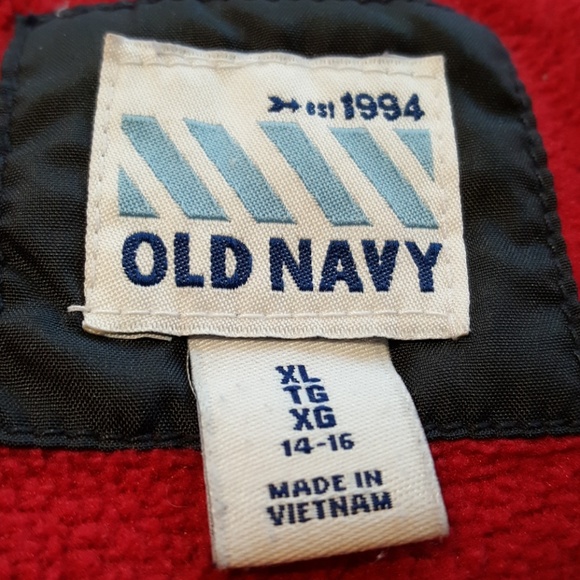 est 1994
OLD NAVY
XL
TG
XG
14-16
MADE IN
VIETNAM